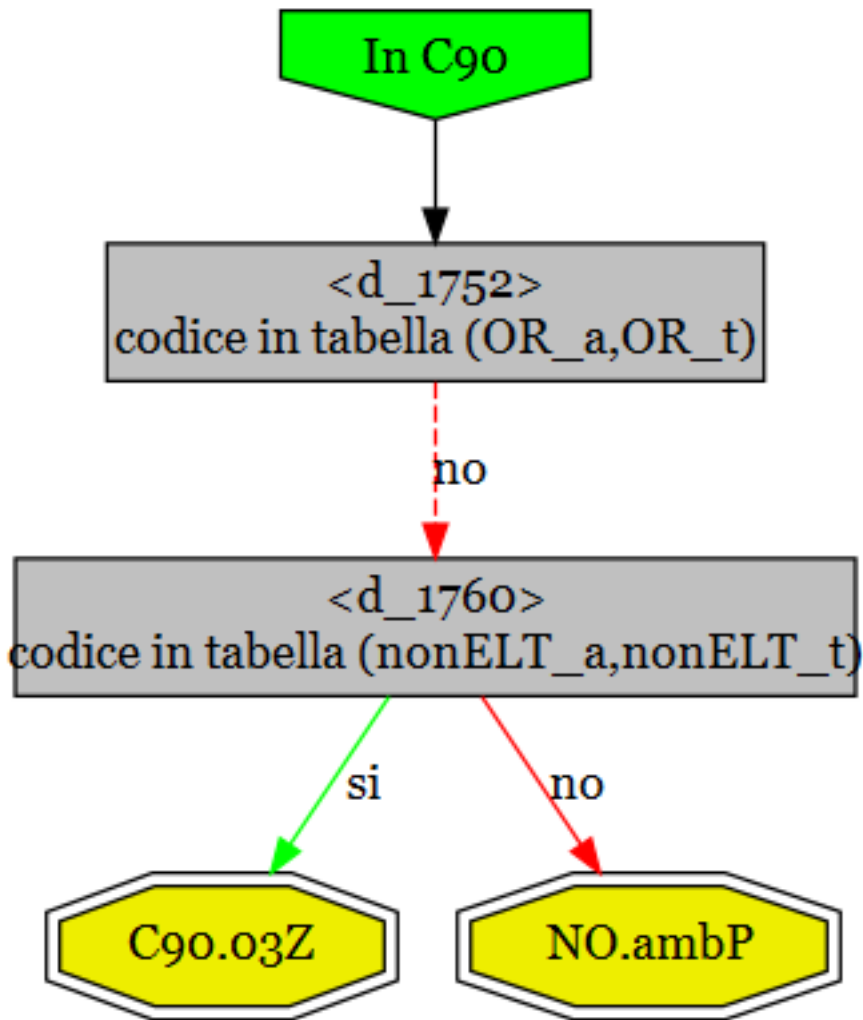 In C90
<d_1752>
codice in tabella (OR_a,OR_t)
no
<d_1760>
codice in tabella (nonELT_a,nonELT_t)
si
no
C90.03Z
NO.ambP